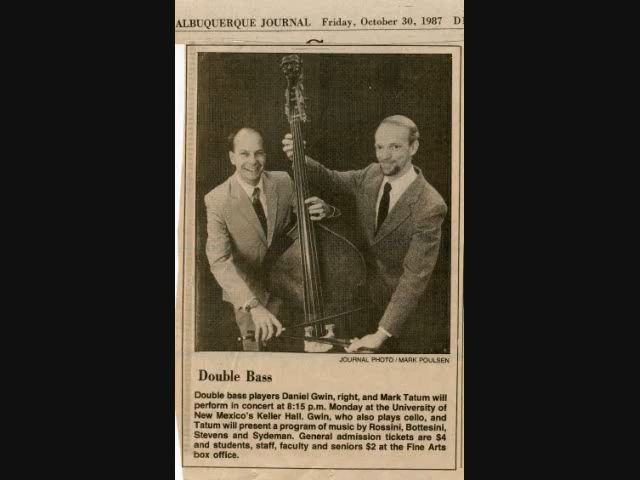 ALBUQUERQUE JOURNAL Friday, October 30, 1987
JOURNAL PHOTO / MARK POULSEN
Double Bass
Double bass players Daniel Gwin, right, and Mark Tatum will
perform in concert at 8:15 p.m. Monday at the University of
New Mexico's Keller Hall. Gwin, who also plays cello, and
Tatum will present a program of music by Rossini, Bottesini,
Stevens and Sydeman. General admission tickets are $4
and students, staff, faculty and seniors $2 at the Fine Arts
box office.